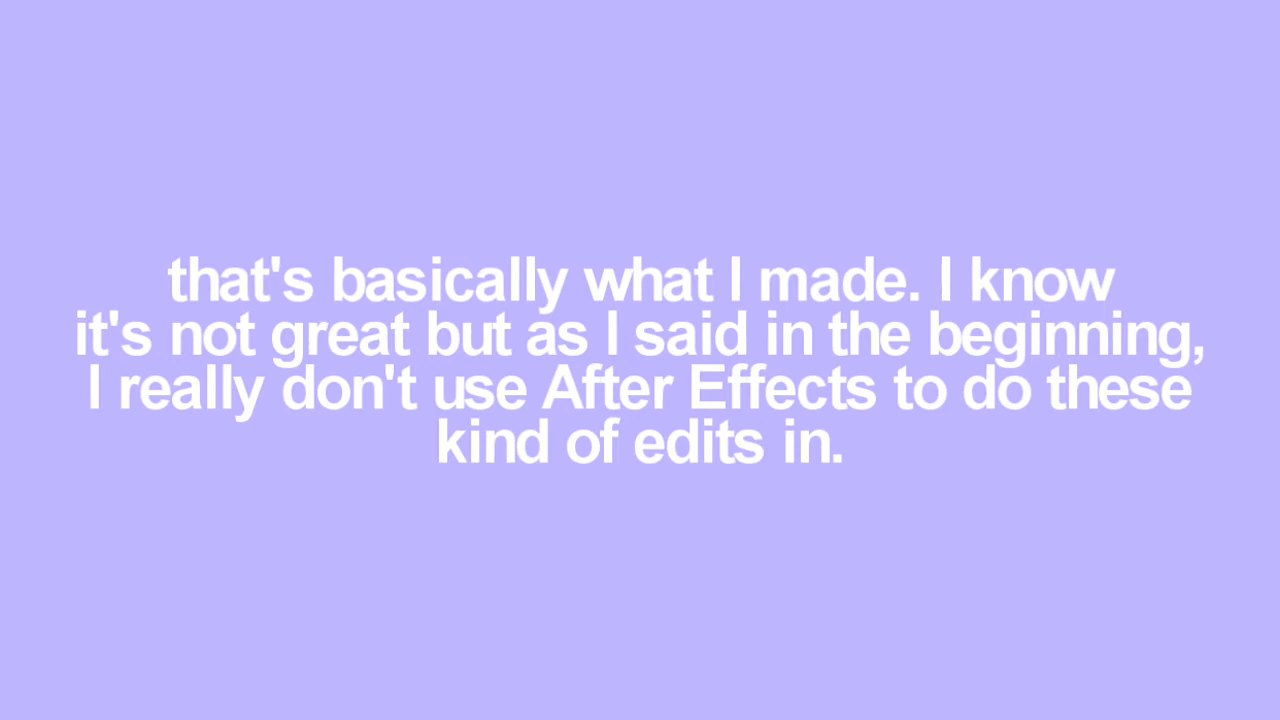 that's basically what I made. I know
it's not great but as I said in the beginning,
I really don't use After Effects to do these
kind of edits in.